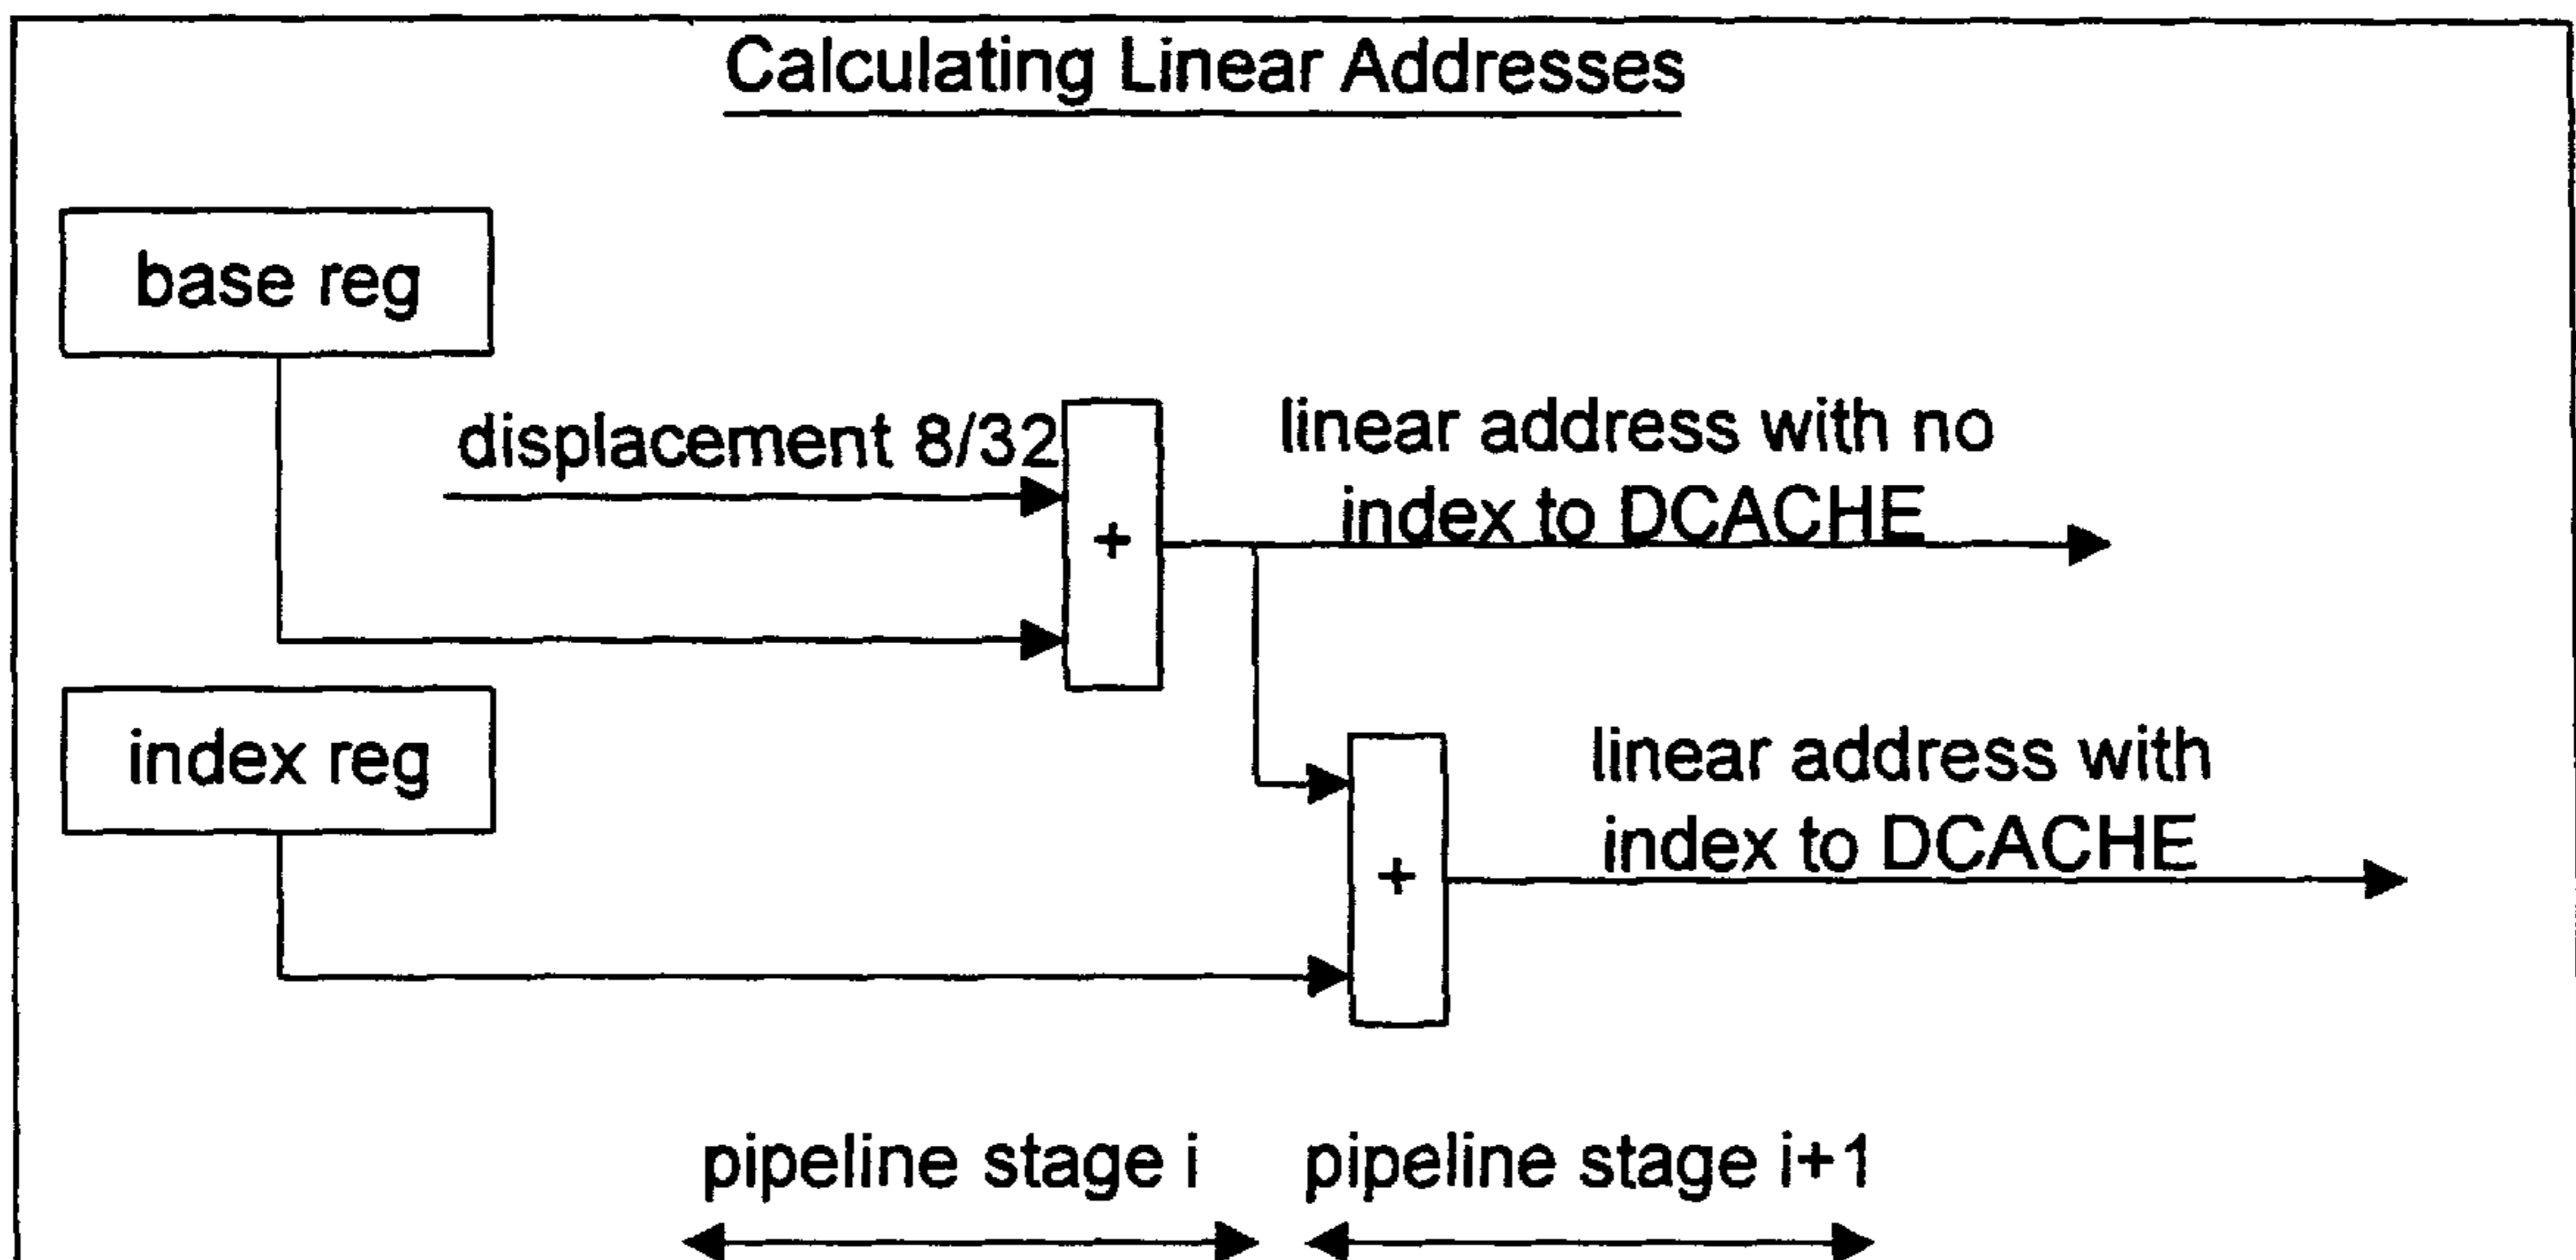 Calculating Linear Addresses
base reg
displacement 8/32
+
linear address with no
index to DCACHE
index reg
+
linear address with
index to DCACHE
pipeline stage i
pipeline stage i+1